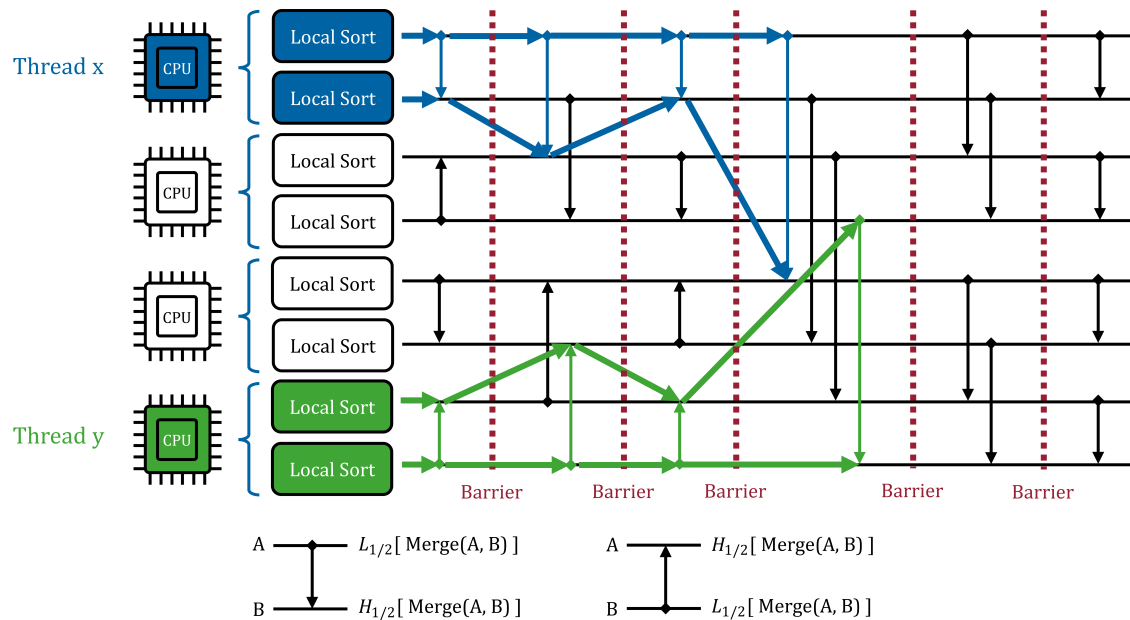 Thread x
CPU
Local Sort
Local Sort
CPU
Local Sort
Local Sort
CPU
Local Sort
Local Sort
Thread y
CPU
Local Sort
Local Sort
Barrier
Barrier
Barrier
Barrier
Barrier
A
L1/2[ Merge(A, B) ]
B
H1/2[ Merge(A, B) ]
A
H1/2[ Merge(A, B) ]
B
L1/2[ Merge(A, B) ]